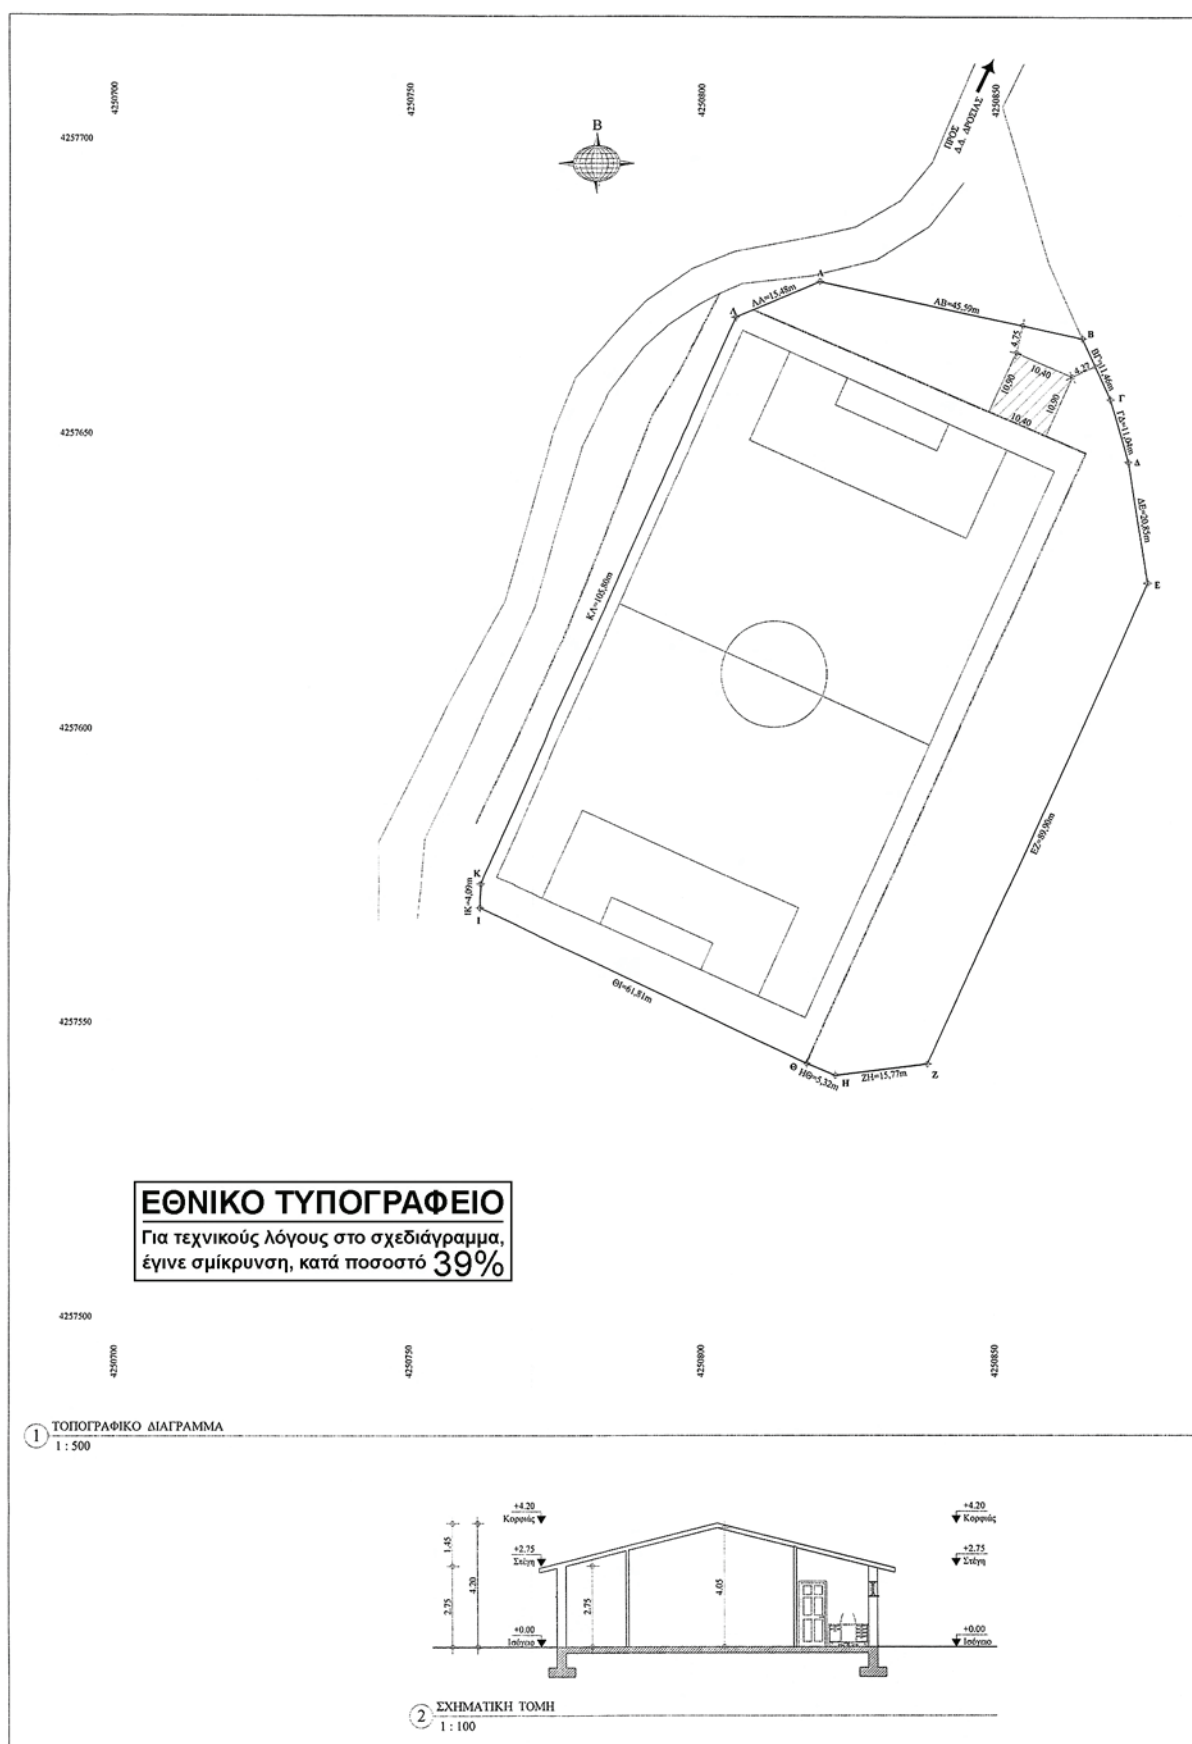 4250700
4250750
4250800
4250850
4257700
Β
ΠΡΟΣ
Δ.Δ. ΔΡΟΣΙΑΣ
Α
ΛΑ=15,48m
ΑΒ=45,59m
Λ
Β
4.75
4.27
ΒΓ=11,46m
10,40
10,90
10,90
10,40
Γ
4257650
ΓΔ=11,04m
Δ
ΔΕ=20,85m
Ε
ΚΛ=105,80m
4257600
ΕΖ=89,90m
Κ
ΙΚ=4,09m
Ι
ΘΙ=61,81m
4257550
Θ
ΗΘ=5,32m
Η
ΖΗ=15,77m
Ζ
ΕΘΝΙΚΟ ΤΥΠΟΓΡΑΦΕΙΟ
Για τεχνικούς λόγους στο σχεδιάγραμμα,
έγινε σμίκρυνση, κατά ποσοστό 39%
4257500
4250700
4250750
4250800
4250850
1 ΤΟΠΟΓΡΑΦΙΚΟ ΔΙΑΓΡΑΜΜΑ
1 : 500
+4.20
Κορφιάς
+4.20
Κορφιάς
1.45
+2.75
Στέγη
+2.75
Στέγη
4.20
2.75
2.75
4.05
+0.00
Ισόγειο
+0.00
Ισόγειο
2 ΣΧΗΜΑΤΙΚΗ ΤΟΜΗ
1 : 100